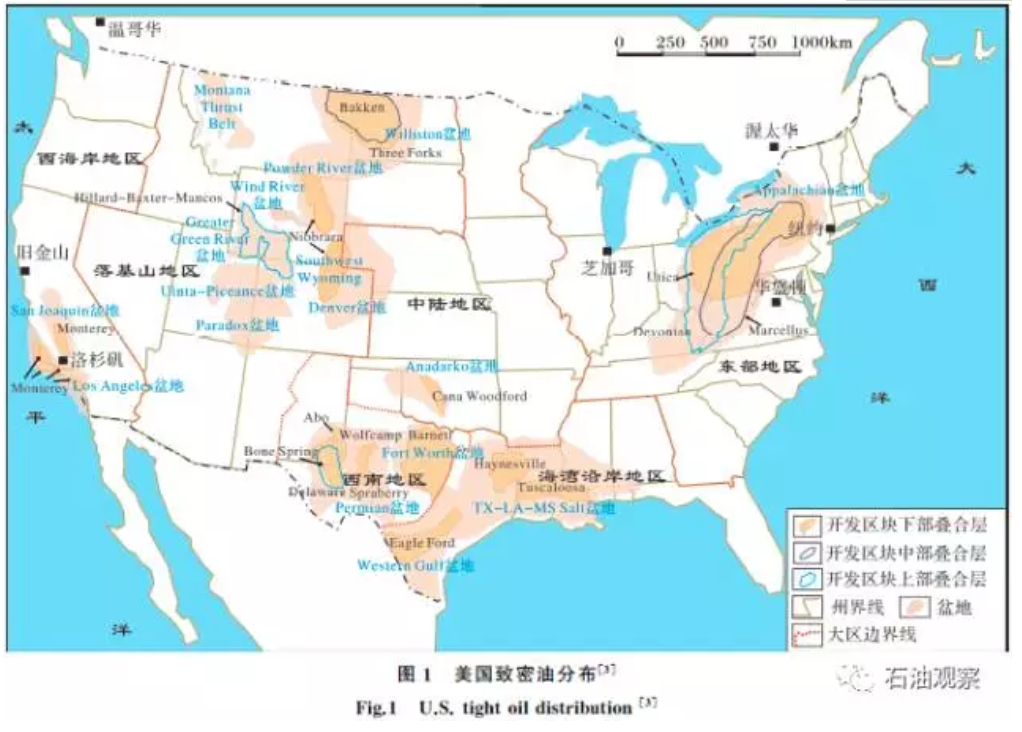 温哥华
0 250 500 750 1000km
Montana
Thrust
Belt
Bakken
Williston盆地
Three Forks
渥太华
太
西海岸地区
大
Powder River盆地
Wind River
盆地
Appalachian盆地
Hillard-Baxter-Mancos
Greater
Green River
盆地
Niobrara
纽约
旧金山
落基山地区
Southwest
Wyoming
芝加哥
Utica
华盛顿
西
Uinta-Piceance盆地
Denver盆地
中陆地区
San Joaquin盆地
Monterey
Paradox盆地
Devonian
Marcellus
洛杉矶
Anadarko盆地
东部地区
Monterey
Los Angeles盆地
Cana Woodford
洋
平
Abo
Wolfcamp
Barnett
Bone Spring
Fort Worth盆地
Haynesville
西南地区
海湾沿岸地区
Delaware
Spraberry
Tuscaloosa
Permian盆地
TX-LA-MS Salt盆地
Eagle Ford
Western Gulf盆地
洋
开发区块下部叠合层
开发区块中部叠合层
开发区块上部叠合层
州界线
盆地
大区边界线
图 1 美国致密油分布[3]
石油观察
Fig.1 U.S. tight oil distribution [3]